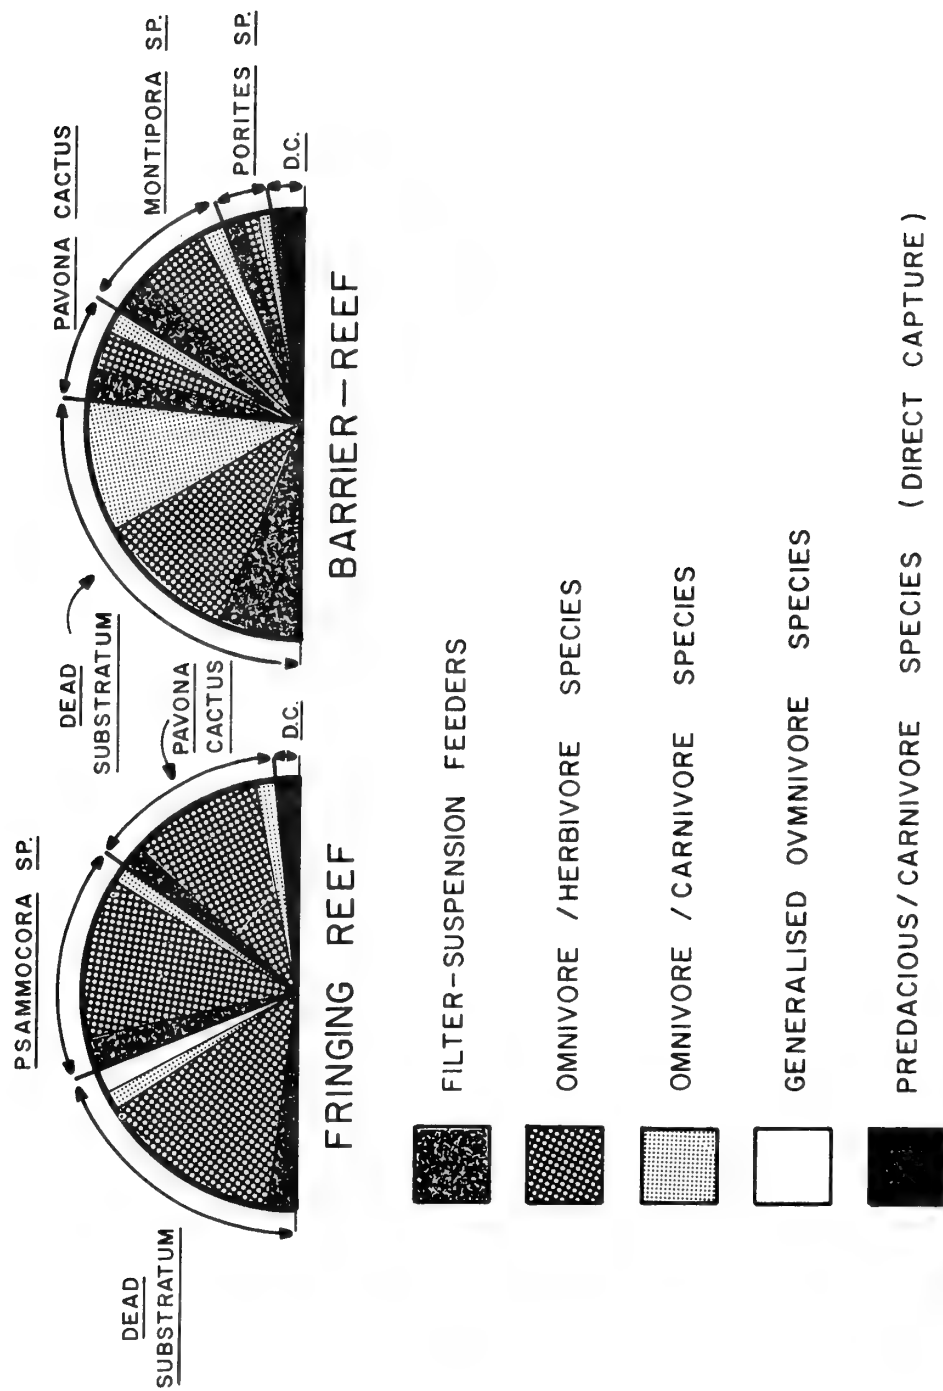 PSAMMOCORA SP.
DEAD
SUBSTRATUM
PAVONA
CACTUS
D.C.
FRINGING REEF
DEAD
SUBSTRATUM
PAVONA CACTUS
MONTIPORA SP.
PORITES SP.
D.C.
BARRIER-REEF
FILTER-SUSPENSION FEEDERS
OMNIVORE /HERBIVORE SPECIES
OMNIVORE /CARNIVORE SPECIES
GENERALISED OVMNIVORE SPECIES
PREDACIOUS/CARNIVORE SPECIES (DIRECT CAPTURE)